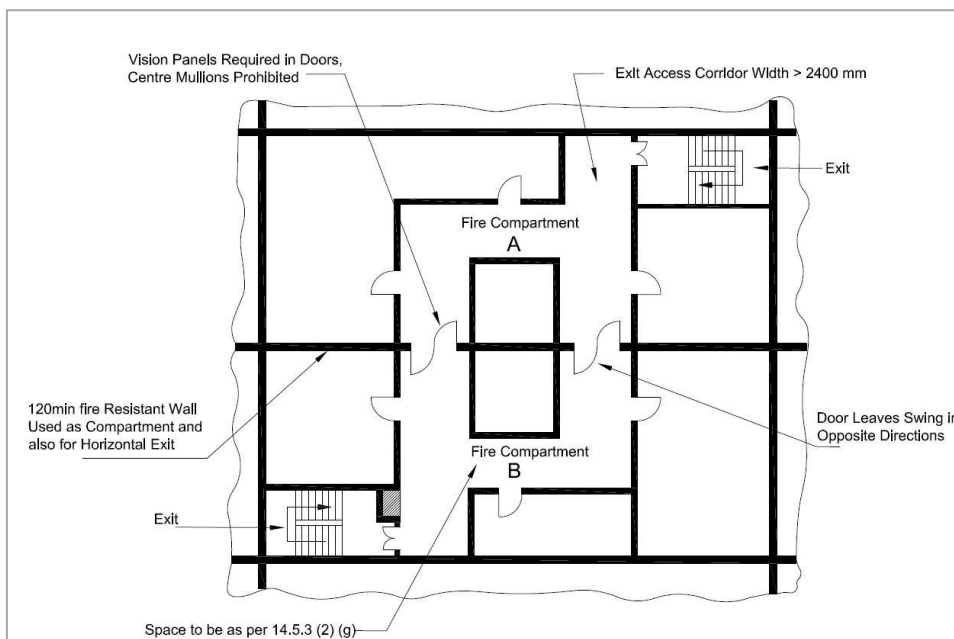 Vision Panels Required in Doors,
Centre Mullions Prohibited
Exit Access Corridor Width > 2400 mm
Exit
Fire Compartment
A
120min fire Resistant Wall
Used as Compartment and
also for Horizontal Exit
Door Leaves Swing in
Opposite Directions
Fire Compartment
B
Exit
Space to be as per 14.5.3 (2) (g)